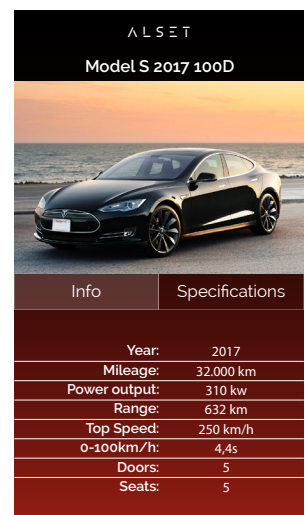 ALSET
Model S 2017 100D
Info Specifications
Year: 2017
Mileage: 32.000 km
Power output: 310 kw
Range: 632 km
Top Speed: 250 km/h
0-100km/h: 4,4s
Doors: 5
Seats: 5